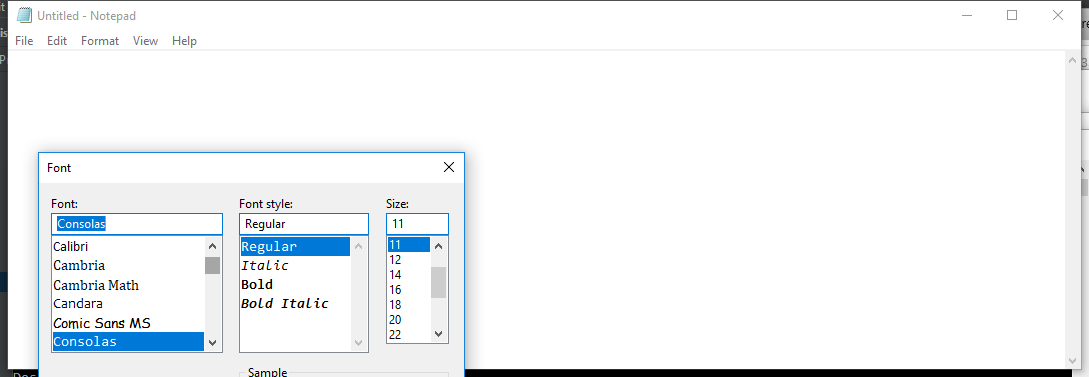 Untitled - Notepad
File Edit Format View Help
Font
Font: Font style: Size:
Consolas Regular 11
Calibri Regular 11
Cambria Italic 12
Cambria Math Bold 14
Candara Bold Italic 16
Comic Sans MS 18
Consolas 20
22
Sample